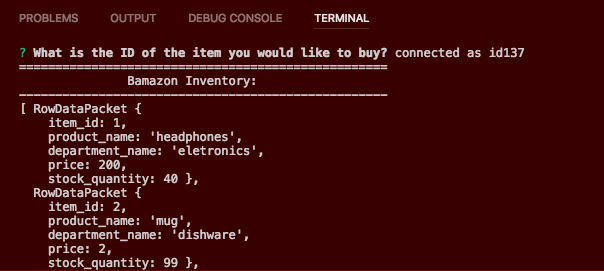 PROBLEMS OUTPUT DEBUG CONSOLE TERMINAL
? What is the ID of the item you would like to buy? connected as id137
==================================================
Bamazon Inventory:
--------------------------------------------------
[ RowDataPacket {
item_id: 1,
product_name: 'headphones',
department_name: 'eletronics',
price: 200,
stock_quantity: 40 },
RowDataPacket {
item_id: 2,
product_name: 'mug',
department_name: 'dishware',
price: 2,
stock_quantity: 99 },